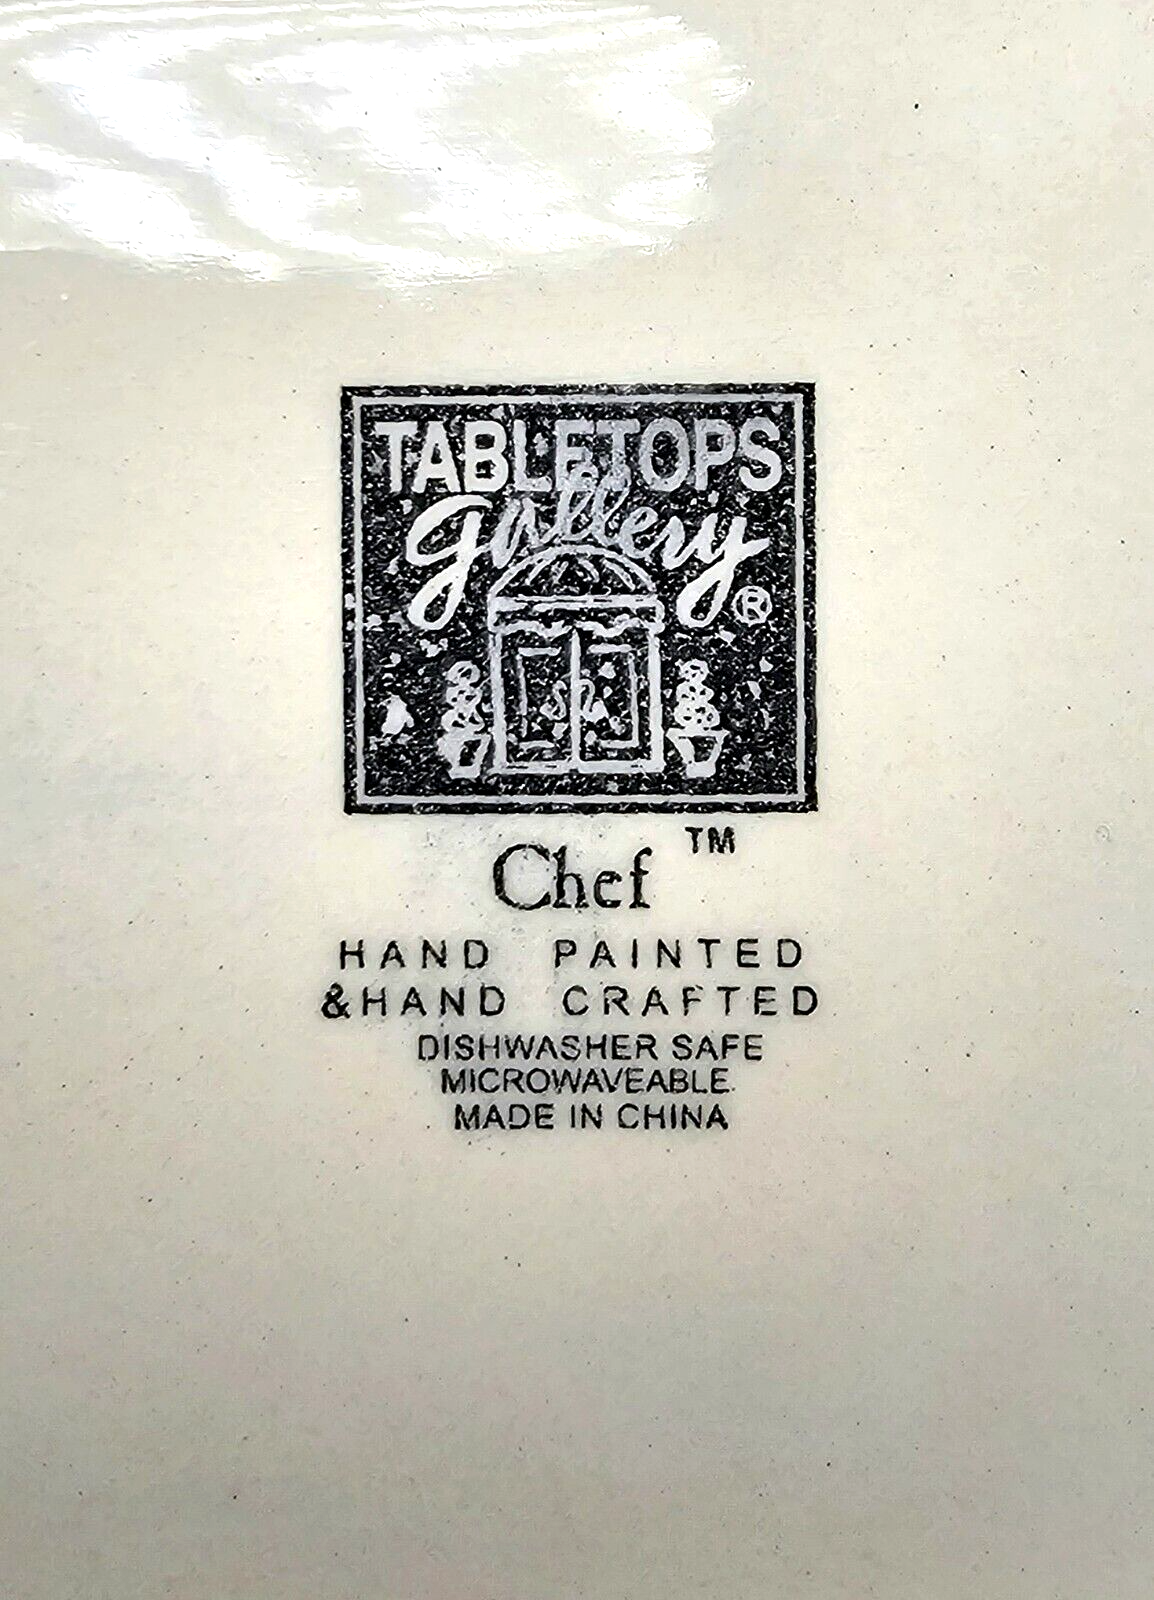 TABLETOPS
gallery®
Chef ™
HAND PAINTED
&HAND CRAFTED
DISHWASHER SAFE
MICROWAVEABLE
MADE IN CHINA